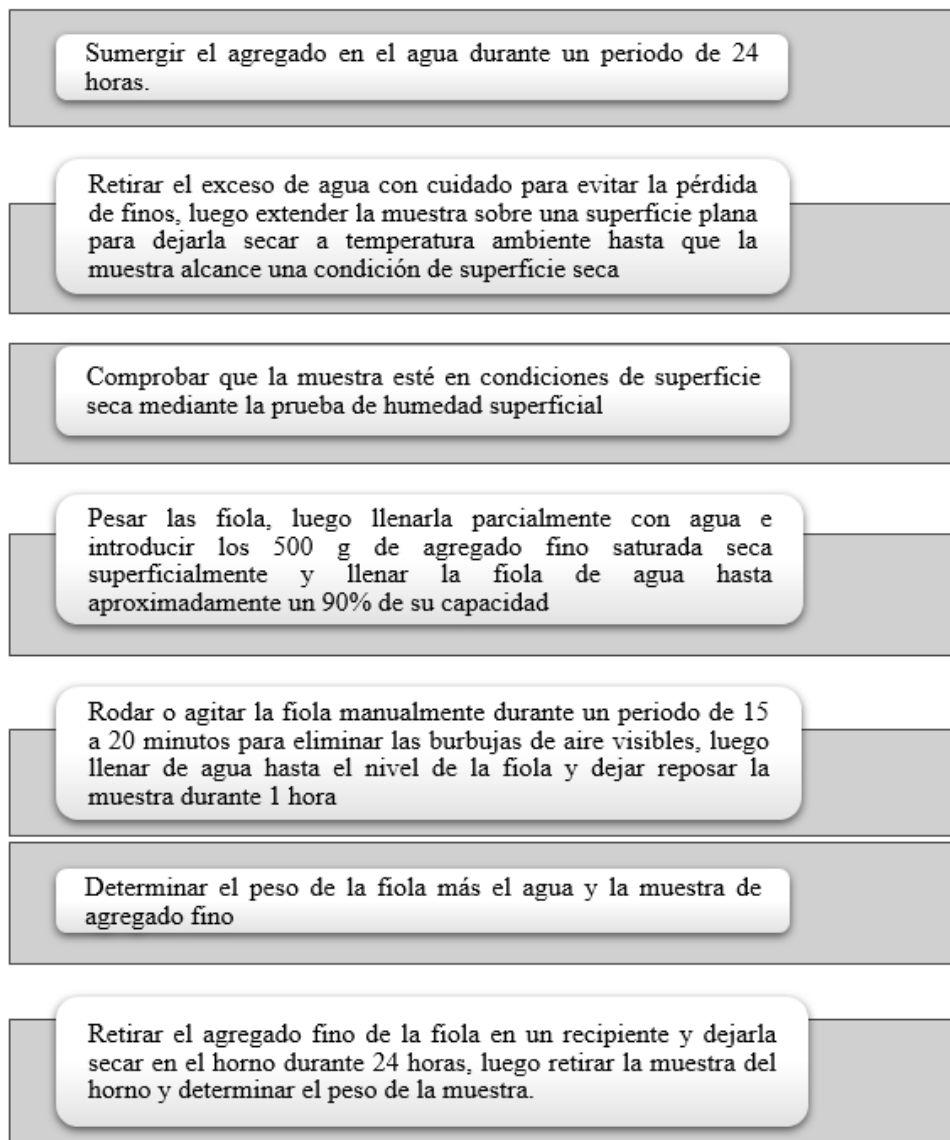 Sumergir el agregado en el agua durante un periodo de 24
horas.
Retirar el exceso de agua con cuidado para evitar la pérdida
de finos, luego extender la muestra sobre una superficie plana
para dejarla secar a temperatura ambiente hasta que la
muestra alcance una condición de superficie seca
Comprobar que la muestra esté en condiciones de superficie
seca mediante la prueba de humedad superficial
Pesar las fiola, luego llenarla parcialmente con agua e
introducir los 500 g de agregado fino saturada seca
superficialmente y llenar la fiola de agua hasta
aproximadamente un 90% de su capacidad
Rodar o agitar la fiola manualmente durante un periodo de 15
a 20 minutos para eliminar las burbujas de aire visibles, luego
llenar de agua hasta el nivel de la fiola y dejar reposar la
muestra durante 1 hora
Determinar el peso de la fiola más el agua y la muestra de
agregado fino
Retirar el agregado fino de la fiola en un recipiente y dejarla
secar en el horno durante 24 horas, luego retirar la muestra del
horno y determinar el peso de la muestra.